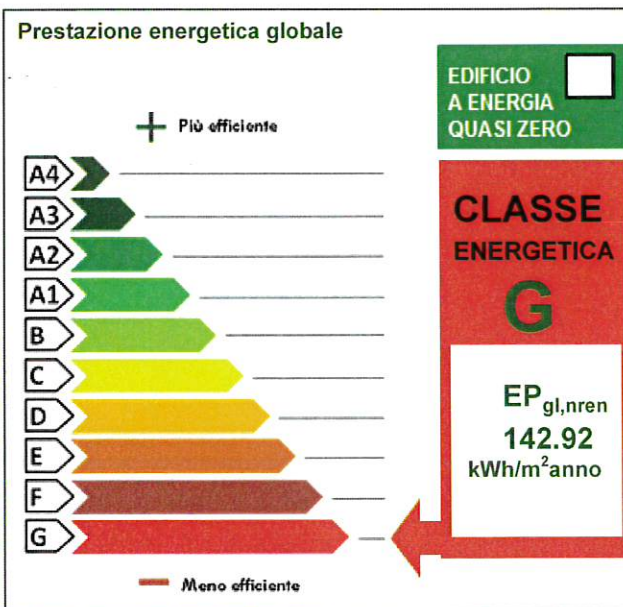 Prestazione energetica globale
EDIFICIO
A ENERGIA
QUASI ZERO
+ Più efficiente
A4
A3
A2
A1
B
C
D
E
F
G
Meno efficiente
CLASSE
ENERGETICA
G
EPgl,nren
142.92
kWh/m²anno